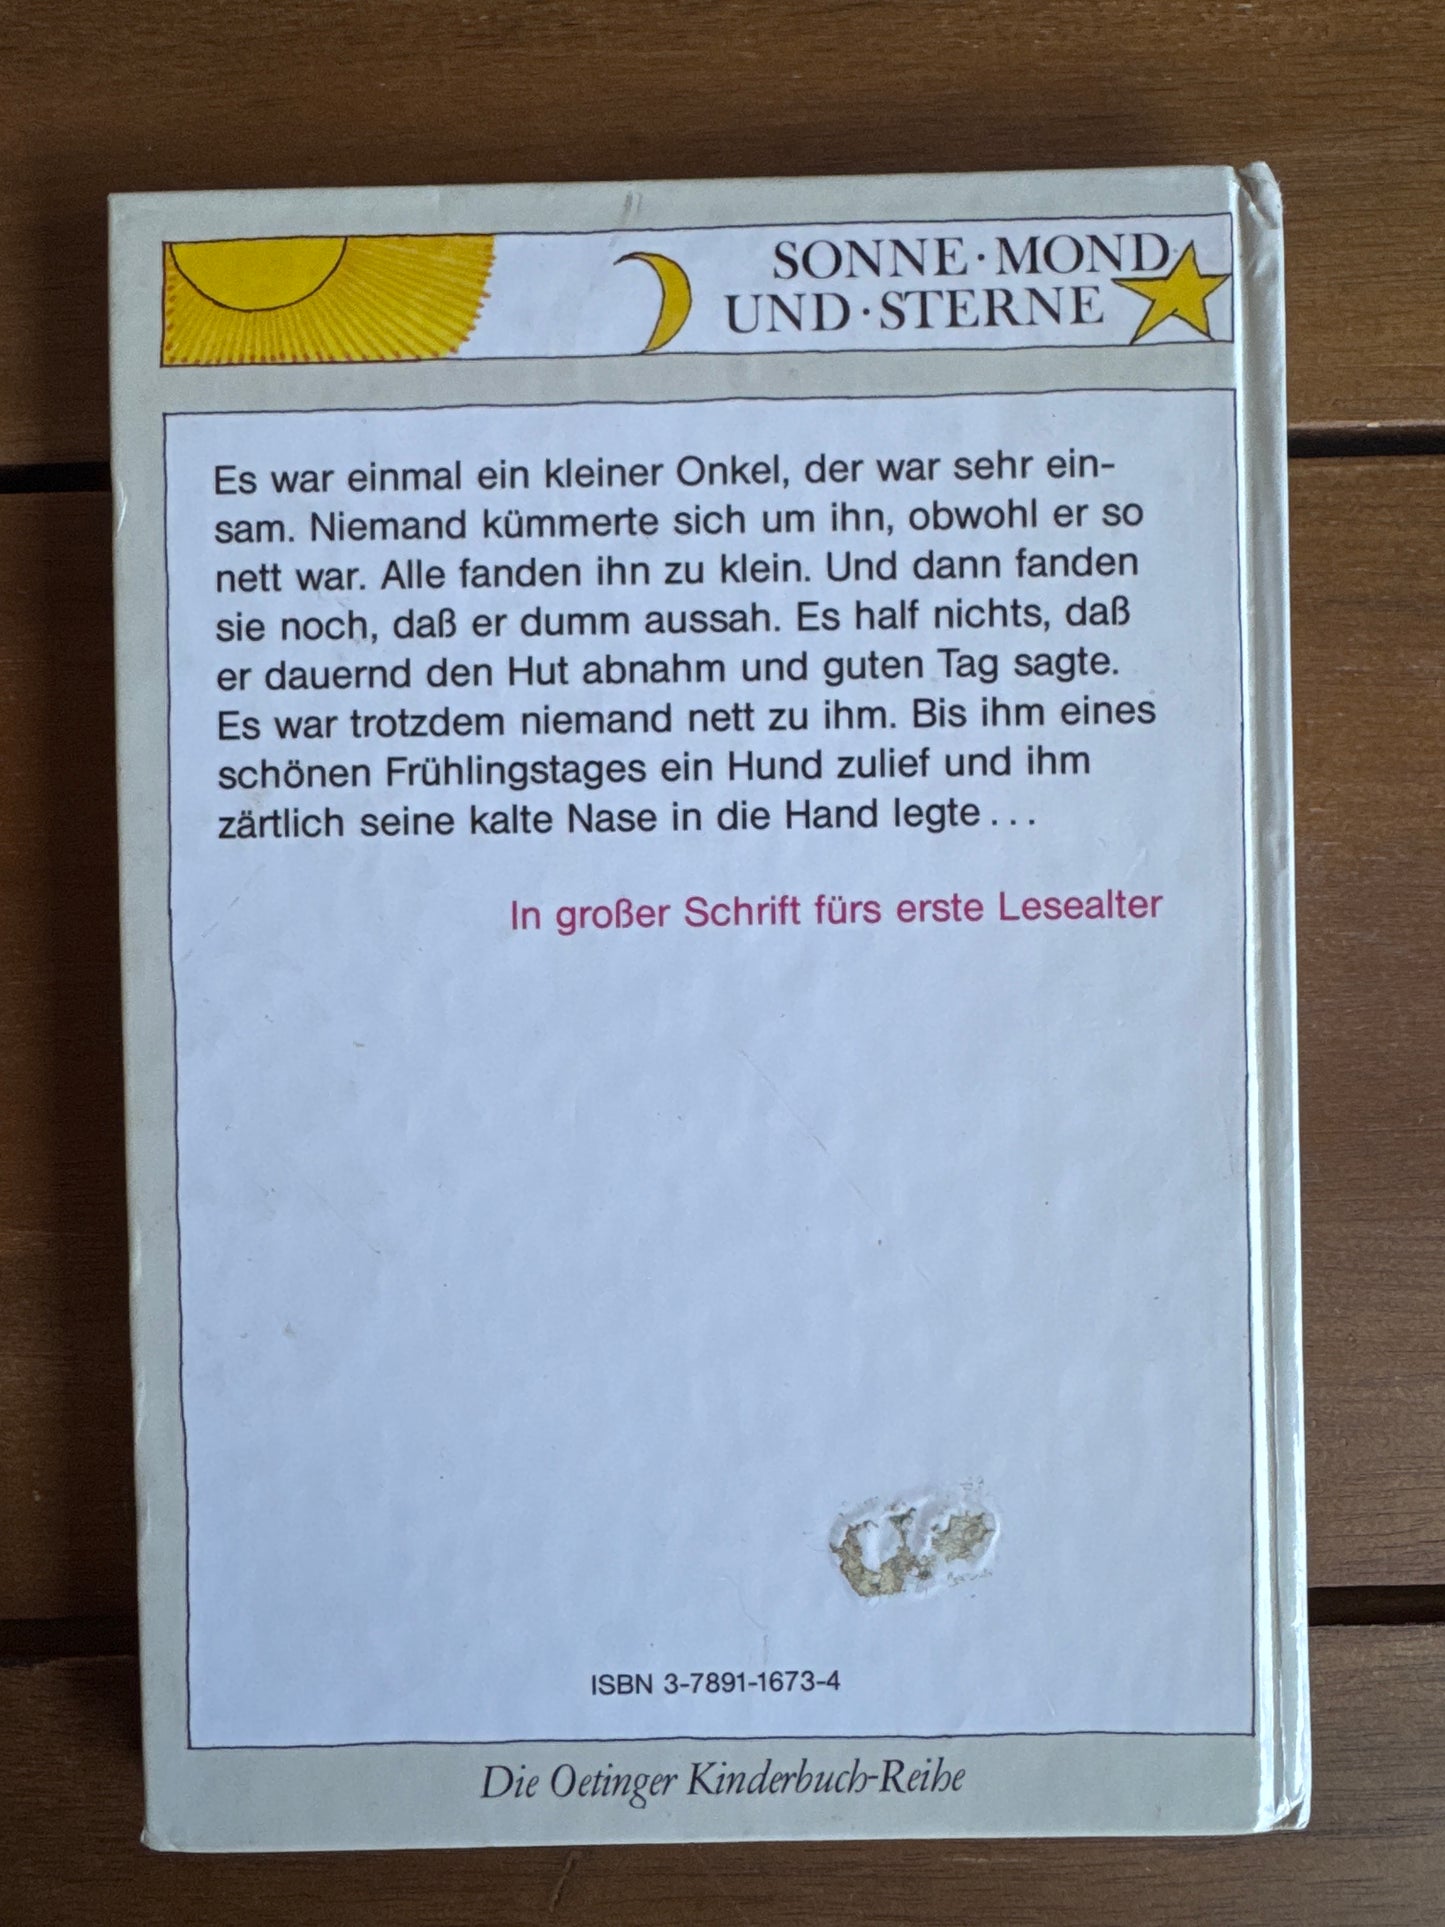 SONNE · MOND
UND · STERNE
Es war einmal ein kleiner Onkel, der war sehr ein-
sam. Niemand kümmerte sich um ihn, obwohl er so
nett war. Alle fanden ihn zu klein. Und dann fanden
sie noch, daß er dumm aussah. Es half nichts, daß
er dauernd den Hut abnahm und guten Tag sagte.
Es war trotzdem niemand nett zu ihm. Bis ihm eines
schönen Frühlingstages ein Hund zulief und ihm
zärtlich seine kalte Nase in die Hand legte . . .
In großer Schrift fürs erste Lesealter
ISBN 3-7891-1673-4
Die Oetinger Kinderbuch-Reihe